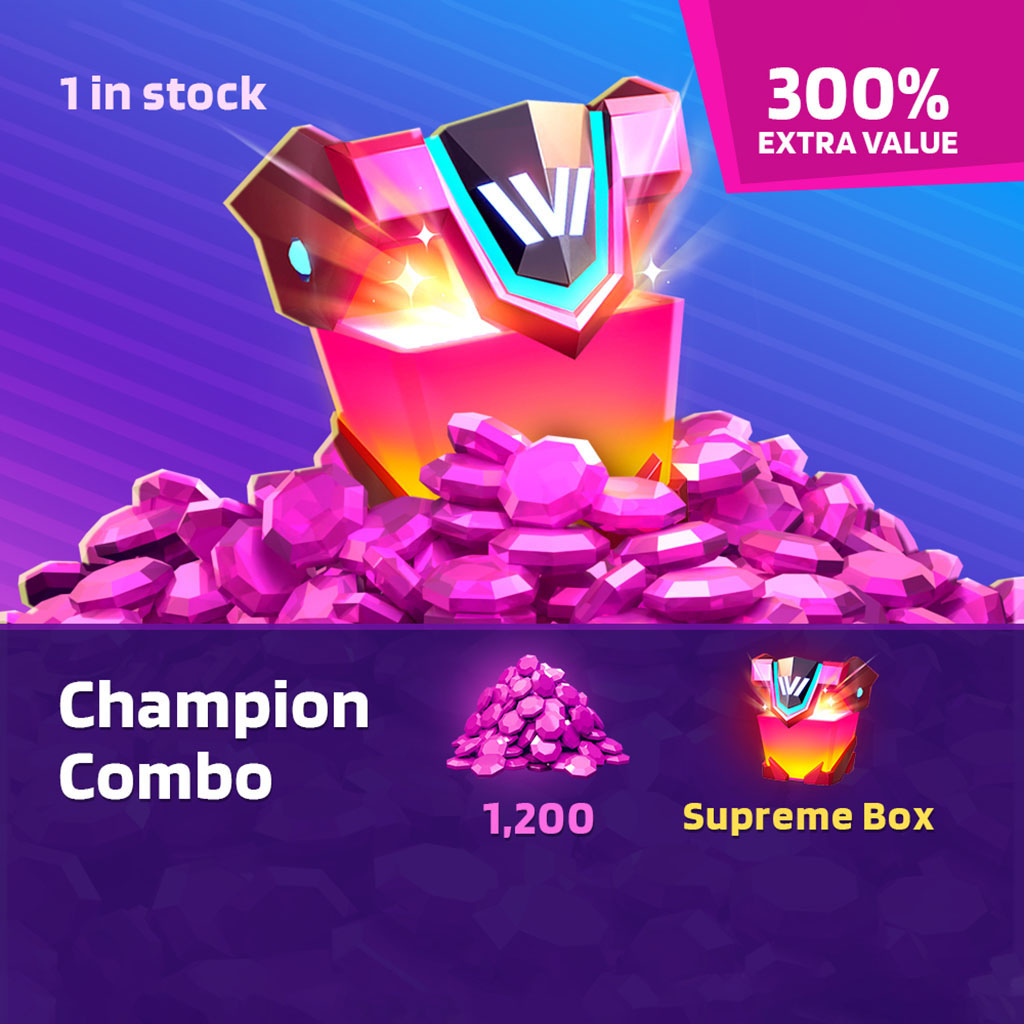 1 in stock
300%
EXTRA VALUE
Champion
Combo
1,200
Supreme Box